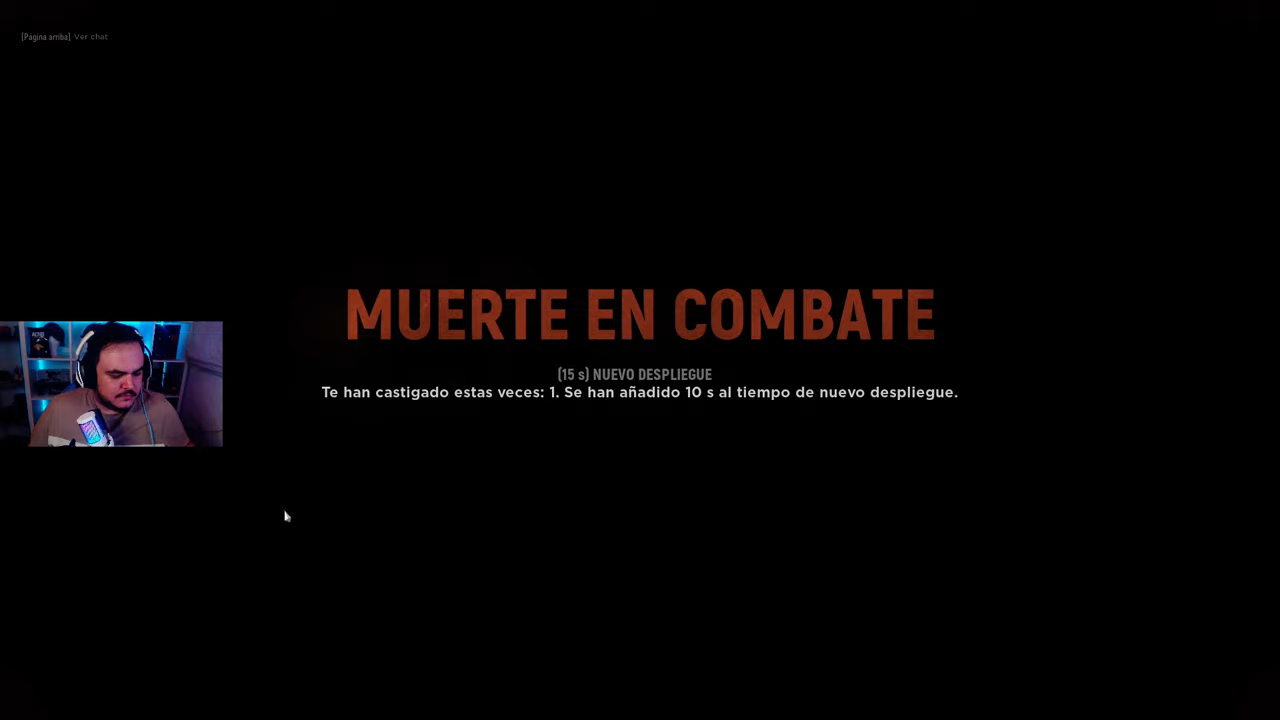 [Página arriba] Ver chat
MUERTE EN COMBATE
(15 s) NUEVO DESPLIEGUE
Te han castigado estas veces: 1. Se han añadido 10 s al tiempo de nuevo despliegue.